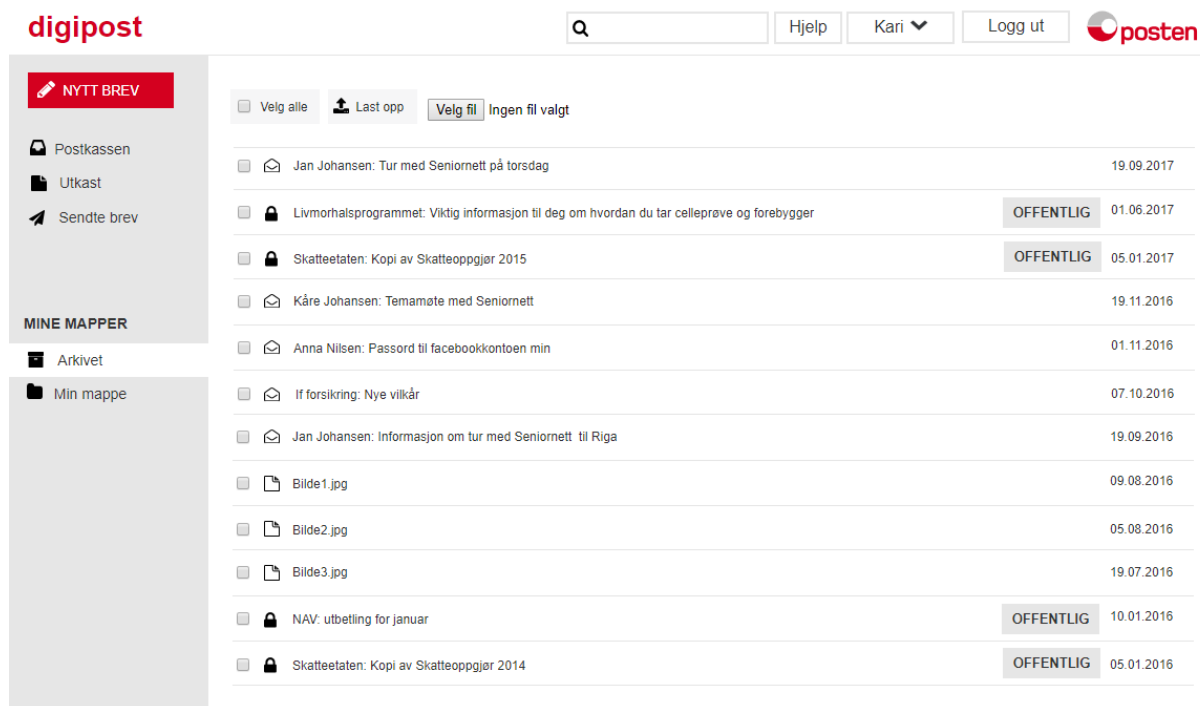 digipost
Hjelp
Kari
Logg ut
posten
NYTT BREV
Postkassen
Utkast
Sendte brev
MINE MAPPER
Arkivet
Min mappe
Velg alle
Last opp
Velg fil Ingen fil valgt
Jan Johansen: Tur med Seniornett på torsdag 19.09.2017
Livmorhalsprogrammet: Viktig informasjon til deg om hvordan du tar celleprøve og forebygger OFFENTLIG 01.06.2017
Skatteetaten: Kopi av Skatteoppgjør 2015 OFFENTLIG 05.01.2017
Kåre Johansen: Temamøte med Seniornett 19.11.2016
Anna Nilsen: Passord til facebookkontoen min 01.11.2016
If forsikring: Nye vilkår 07.10.2016
Jan Johansen: Informasjon om tur med Seniornett til Riga 19.09.2016
Bilde1.jpg 09.08.2016
Bilde2.jpg 05.08.2016
Bilde3.jpg 19.07.2016
NAV: utbetling for januar OFFENTLIG 10.01.2016
Skatteetaten: Kopi av Skatteoppgjør 2014 OFFENTLIG 05.01.2016